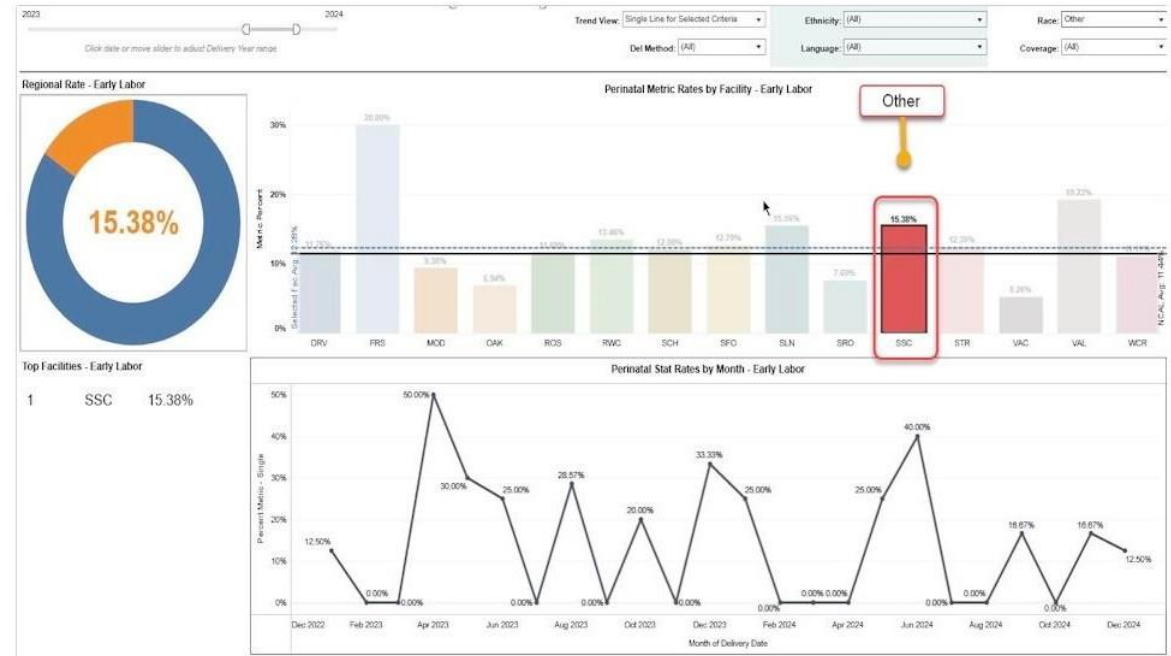 2023
2024
Click date or move slider to adjust Delivery Year range
Trend View: Single Line for Selected Criteria
Ethnicity: (All)
Race: Other
Del Method: (All)
Language: (All)
Coverage: (All)
Regional Rate - Early Labor
15.38%
Perinatal Metric Rates by Facility - Early Labor
Other
Metric Percent
30%
20%
10%
0%
30.00%
9.38%
6.94%
13.46%
12.79%
7.69%
15.38%
12.39%
5.26%
19.23%
NCAL Avg: 11.44%
DRV
FRS
MOD
OAK
ROS
RWC
SCH
SFO
SLN
SRO
SSC
STR
VAC
VAL
WCR
Top Facilities - Early Labor
1 SSC 15.38%
Perinatal Stat Rates by Month - Early Labor
Percent Metric - Single
50%
40%
30%
20%
10%
0%
12.50%
0.00%
0.00%
50.00%
30.00%
25.00%
0.00%
28.57%
0.00%
20.00%
0.00%
33.33%
25.00%
0.00%
0.00%
0.00%
25.00%
40.00%
0.00%
0.00%
16.67%
0.00%
16.67%
12.50%
Dec 2022
Feb 2023
Apr 2023
Jun 2023
Aug 2023
Oct 2023
Dec 2023
Feb 2024
Apr 2024
Jun 2024
Aug 2024
Oct 2024
Dec 2024
Month of Delivery Date